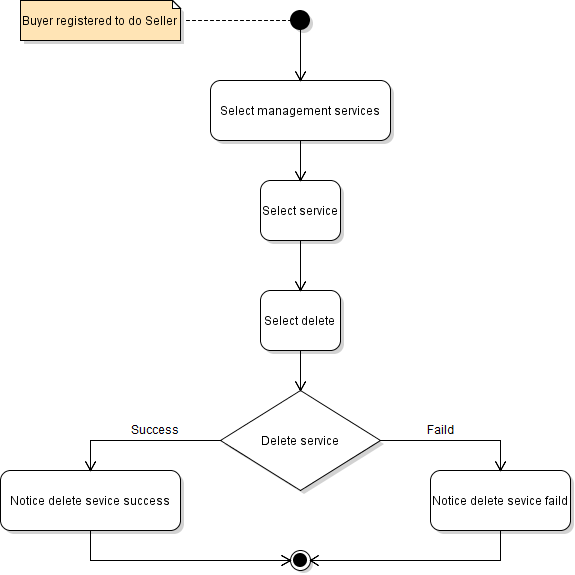 Buyer registered to do Seller
Select management services
Select service
Select delete
Delete service
Success
Faild
Notice delete sevice success
Notice delete sevice faild